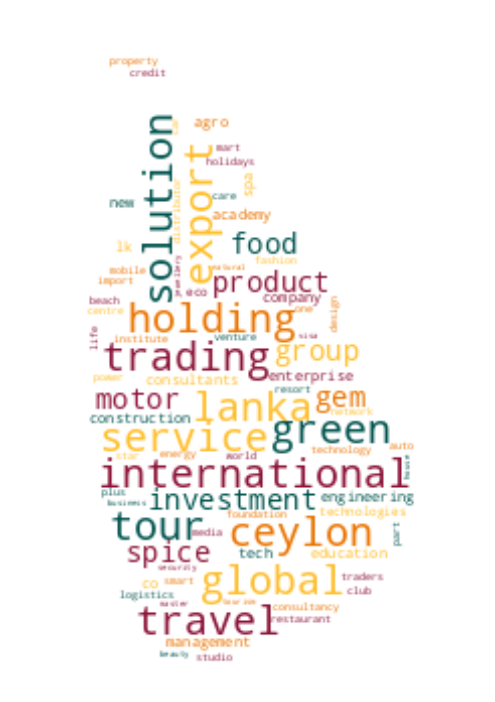 property
credit
solution
car
agro
export
mart
holidays
spa
care
new
distributor
academy
food
lk
fashion
jewellery
mobile
natural
import
product
eco
company
beach
centre
one
holding
design
life
institute
venture
visa
trading
group
power
consultants
enterprise
resort
motor
lanka
gem
network
construction
service
green
auto
technology
star
energy
world
international
house
plus
business
investment
engineering
foundation
technologies
tour
media
ceylon
part
spice
tech
education
security
co
smart
global
traders
club
logistics
master
tourism
consultancy
travel
restaurant
management
beauty
studio